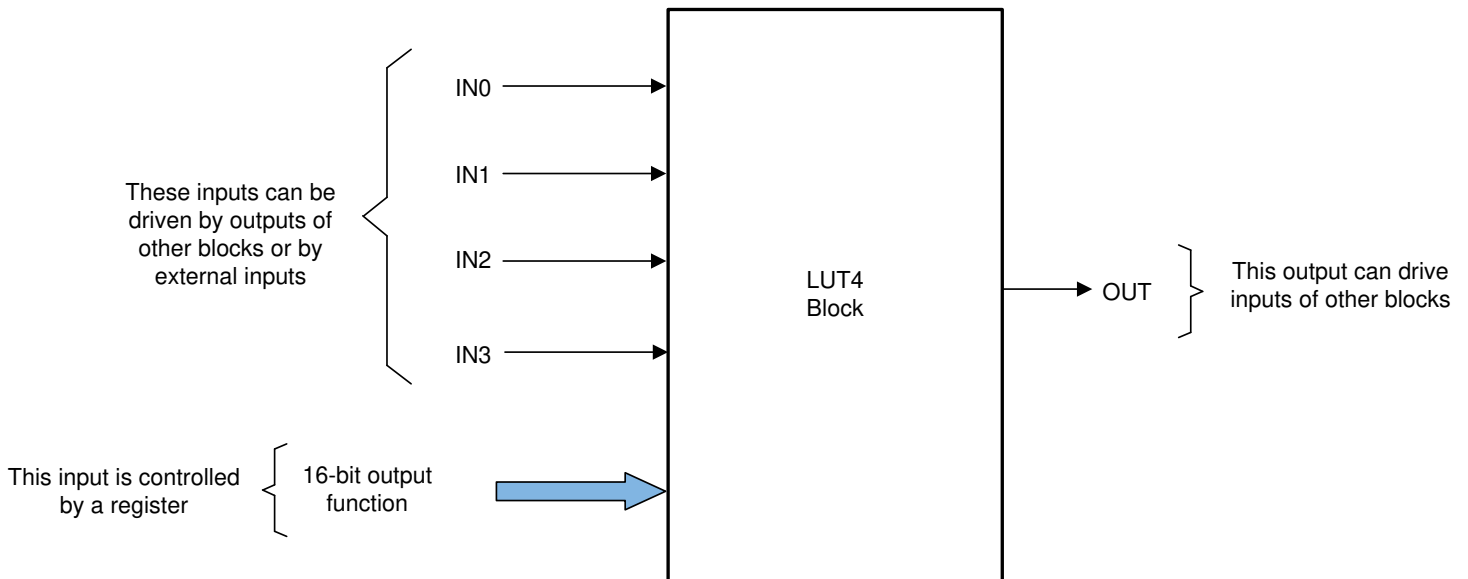 These inputs can be
driven by outputs of
other blocks or by
external inputs
IN0
IN1
IN2
IN3
This input is controlled
by a register
16-bit output
function
LUT4
Block
OUT
This output can drive
inputs of other blocks